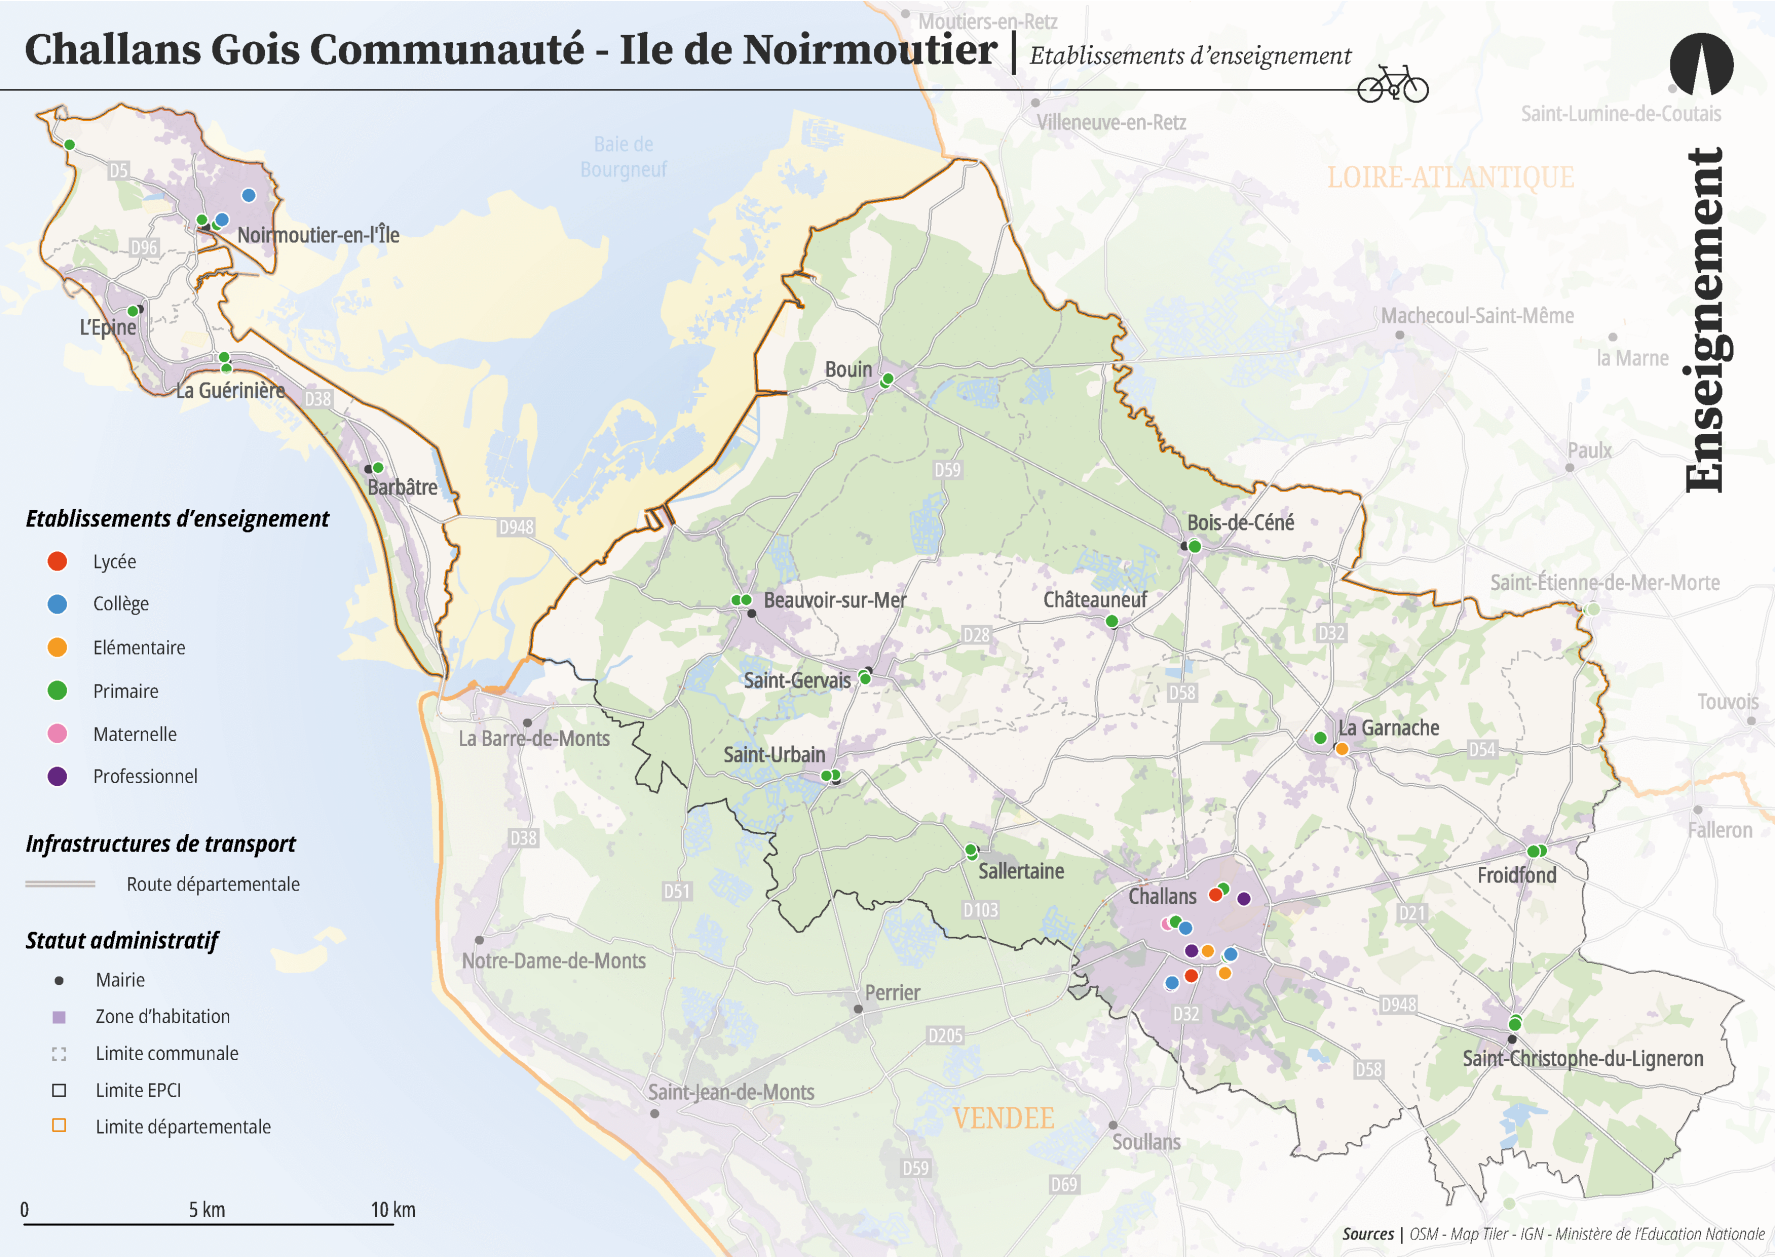 Challans Gois Communauté - Ile de Noirmoutier | Etablissements d'enseignement
Enseignement
Moutiers-en-Retz
Villeneuve-en-Retz
Saint-Lumine-de-Coutais
LOIRE-ATLANTIQUE
Baie de
Bourgneuf
D5
D96
Noirmoutier-en-l'Île
L'Epine
La Guérinière
D38
Barbâtre
D948
Machecoul-Saint-Même
la Marne
Bouin
Paulx
D59
Bois-de-Céné
Saint-Étienne-de-Mer-Morte
Beauvoir-sur-Mer
Châteauneuf
D28
D32
Saint-Gervais
D58
Touvois
La Garnache
La Barre-de-Monts
Saint-Urbain
D54
Falleron
D38
Sallertaine
Froidfond
D51
Challans
D103
D21
Notre-Dame-de-Monts
Perrier
D32
D948
D205
Saint-Christophe-du-Ligneron
D58
Saint-Jean-de-Monts
VENDEE
Soullans
D59
D69
Etablissements d'enseignement
Lycée
Collège
Elémentaire
Primaire
Maternelle
Professionnel
Infrastructures de transport
Route départementale
Statut administratif
Mairie
Zone d'habitation
Limite communale
Limite EPCI
Limite départementale
0 5 km 10 km
Sources | OSM - Map Tiler - IGN - Ministère de l'Education Nationale